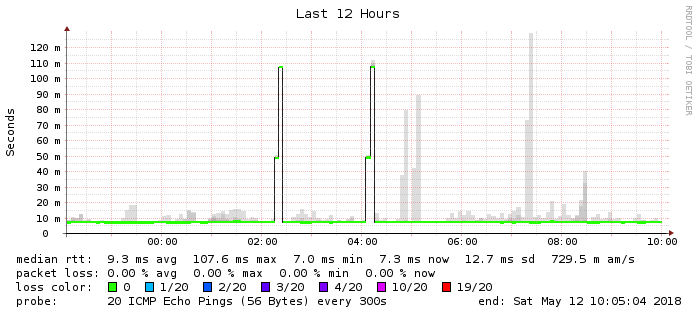 Last 12 Hours
RRDTOOL / TOBI OETIKER
Seconds
120 m
110 m
100 m
90 m
80 m
70 m
60 m
50 m
40 m
30 m
20 m
10 m
0
00:00 02:00 04:00 06:00 08:00 10:00
median rtt: 9.3 ms avg 107.6 ms max 7.0 ms min 7.3 ms now 12.7 ms sd 729.5 m am/s
packet loss: 0.00 % avg 0.00 % max 0.00 % min 0.00 % now
loss color: 0 1/20 2/20 3/20 4/20 10/20 19/20
probe: 20 ICMP Echo Pings (56 Bytes) every 300s end: Sat May 12 10:05:04 2018